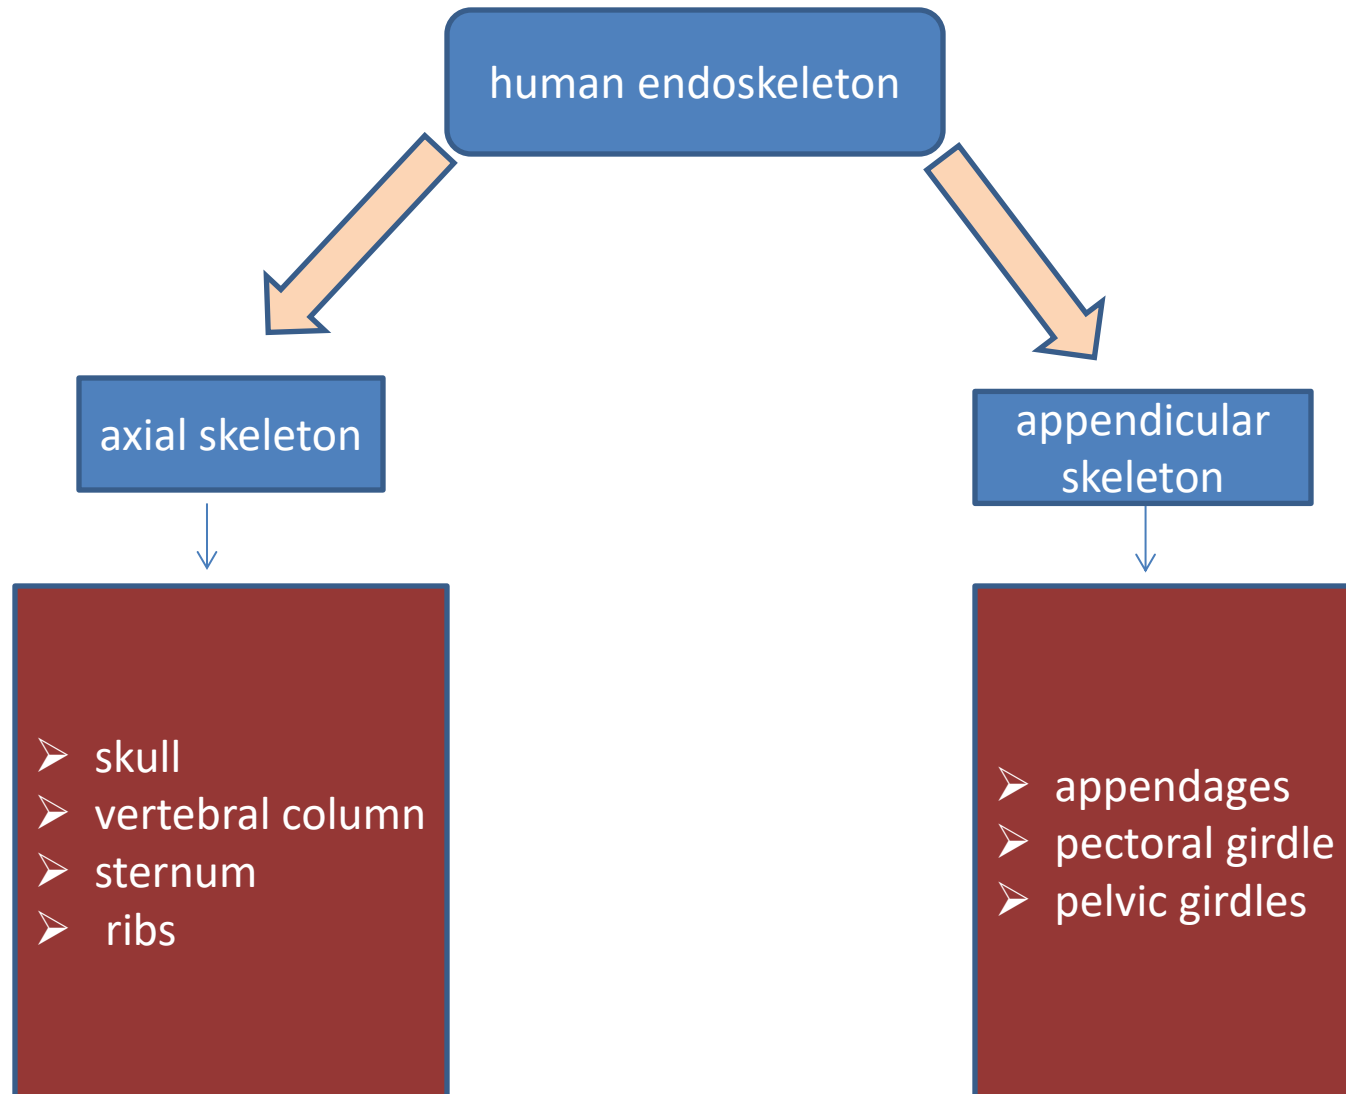 human endoskeleton
axial skeleton
appendicular
skeleton
➢ skull
➢ vertebral column
➢ sternum
➢ ribs
➢ appendages
➢ pectoral girdle
➢ pelvic girdles